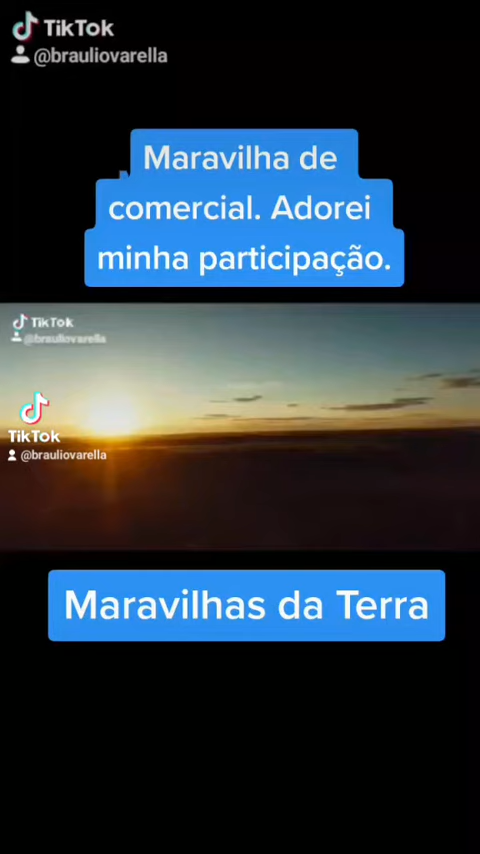 TikTok
@brauliovarella
Maravilha de
comercial. Adorei
minha participação.
TikTok
@brauliovarella
TikTok
@brauliovarella
Maravilhas da Terra